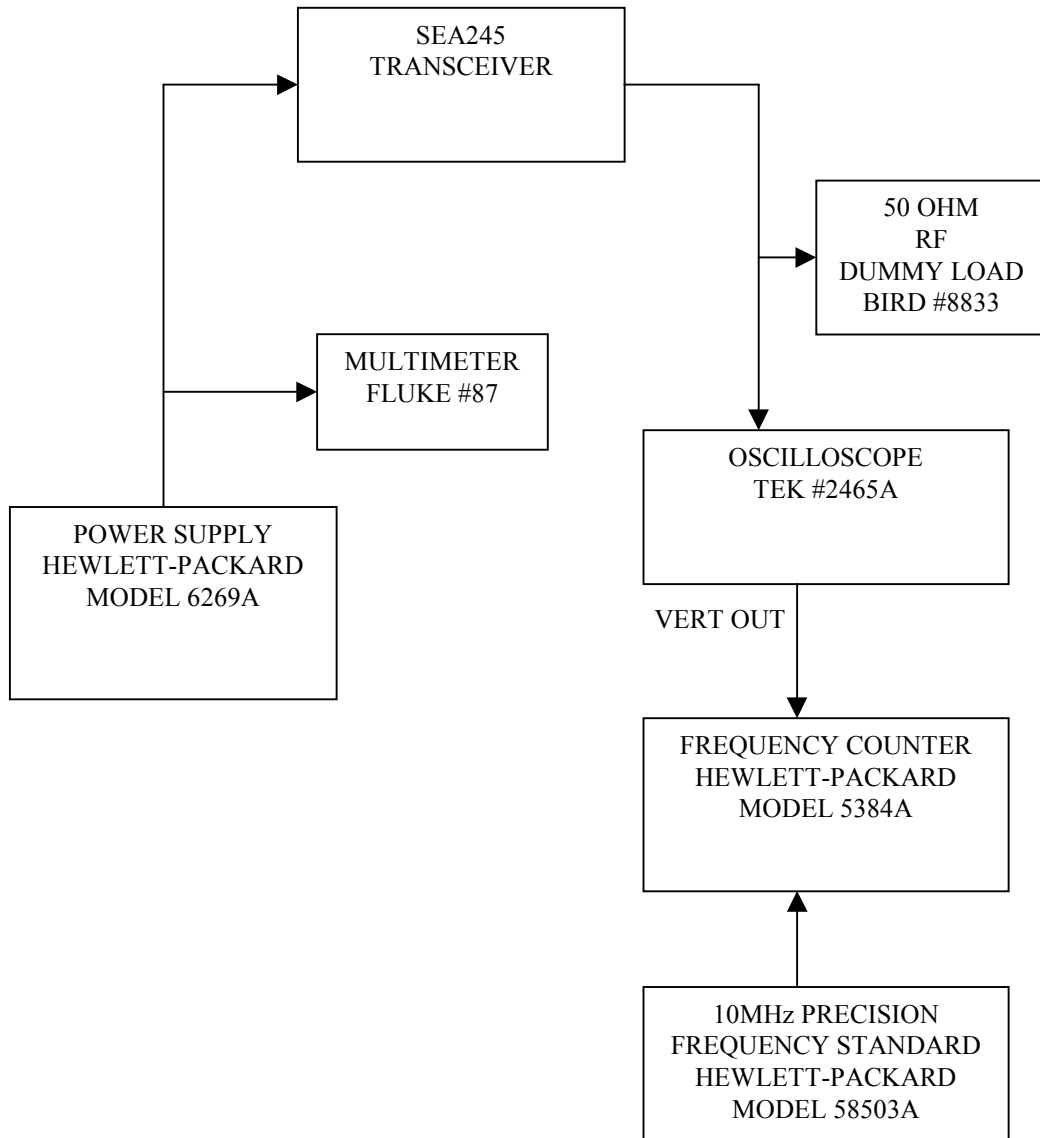 SEA245
TRANSCEIVER
50 OHM
RF
DUMMY LOAD
BIRD #8833
MULTIMETER
FLUKE #87
OSCILLOSCOPE
TEK #2465A
POWER SUPPLY
HEWLETT-PACKARD
MODEL 6269A
VERT OUT
FREQUENCY COUNTER
HEWLETT-PACKARD
MODEL 5384A
10MHz PRECISION
FREQUENCY STANDARD
HEWLETT-PACKARD
MODEL 58503A